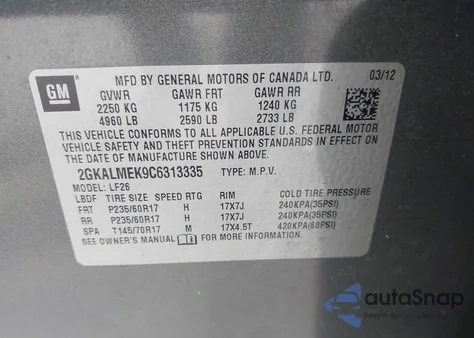 GM
MFD BY GENERAL MOTORS OF CANADA LTD. 03/12
GVWR GAWR FRT GAWR RR
2250 KG 1175 KG 1240 KG
4960 LB 2590 LB 2733 LB
THIS VEHICLE CONFORMS TO ALL APPLICABLE U.S. FEDERAL MOTOR
VEHICLE SAFETY AND THEFT PREVENTION STANDARDS IN EFFECT ON
THE DATE OF MANUFACTURE SHOWN ABOVE.
2GKALMEK9C6313335 TYPE: M.P.V.
MODEL: LF26
LBDF TIRE SIZE SPEED RTG RIM COLD TIRE PRESSURE
FRT P235/60R17 H 17X7J 240KPA(35PSI)
RR P235/60R17 H 17X7J 240KPA(35PSI)
SPA T145/70R17 M 17X4.5T 420KPA(60PSI)
SEE OWNER'S MANUAL FOR MORE INFORMATION.
autoSnap